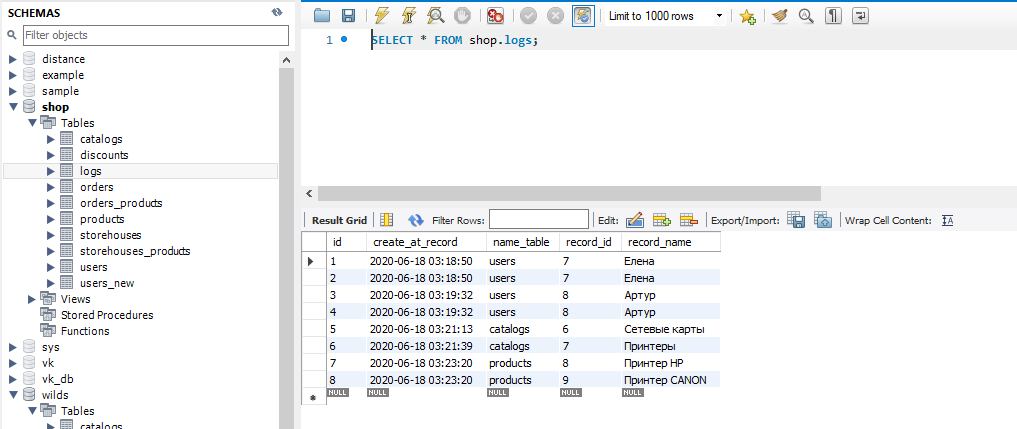 SCHEMAS
Filter objects
distance
example
sample
shop
Tables
catalogs
discounts
logs
orders
orders_products
products
storehouses
storehouses_products
users
users_new
Views
Stored Procedures
Functions
sys
vk
vk_db
wilds
Tables
catalogs
Limit to 1000 rows
1 SELECT * FROM shop.logs;
Result Grid Filter Rows: Edit: Export/Import: Wrap Cell Content:
id create_at_record name_table record_id record_name
1 2020-06-18 03:18:50 users 7 Елена
2 2020-06-18 03:18:50 users 7 Елена
3 2020-06-18 03:19:32 users 8 Артур
4 2020-06-18 03:19:32 users 8 Артур
5 2020-06-18 03:21:13 catalogs 6 Сетевые карты
6 2020-06-18 03:21:39 catalogs 7 Принтеры
7 2020-06-18 03:23:20 products 8 Принтер HP
8 2020-06-18 03:23:20 products 9 Принтер CANON
NULL NULL NULL NULL NULL